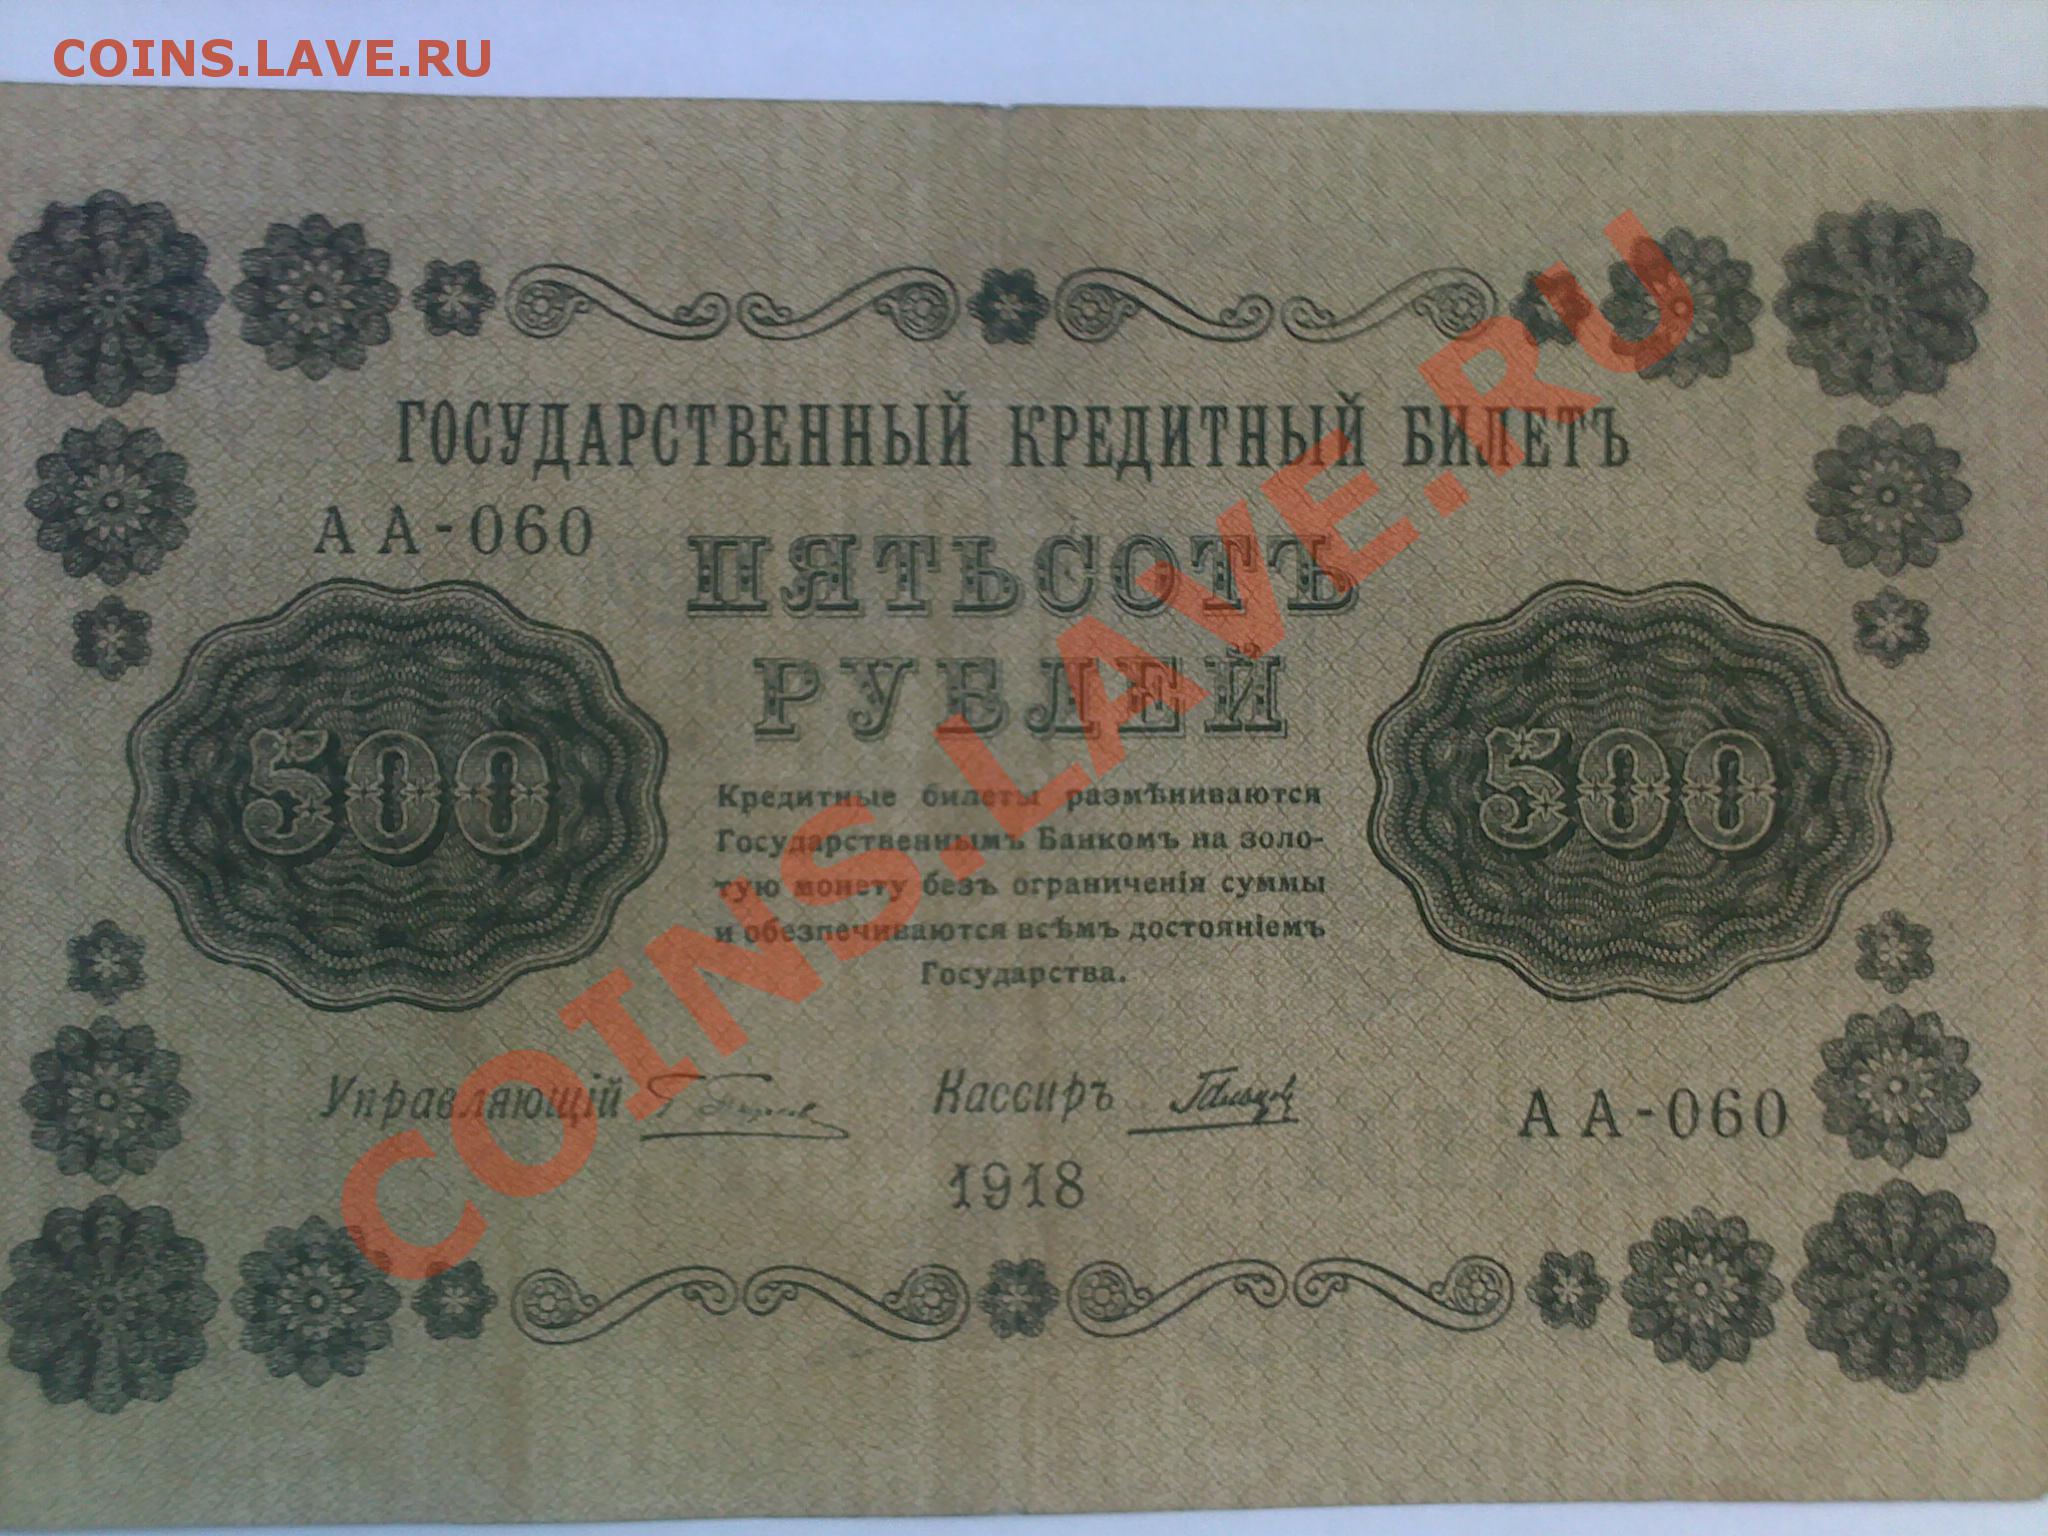 COINS.LAVE.RU
ГОСУДАРСТВЕННЫЙ КРЕДИТНЫЙ БИЛЕТЪ
АА-060
ПЯТЬСОТЪ
РУБЛЕЙ
500
500
Кредитные билеты размѣниваются
Государственнымъ Банкомъ на золо-
тую монету безъ ограниченія суммы
и обезпечиваются всѣмъ достояніемъ
Государства.
Управляющій
Кассиръ
АА-060
1918
COINS.LAVE.RU